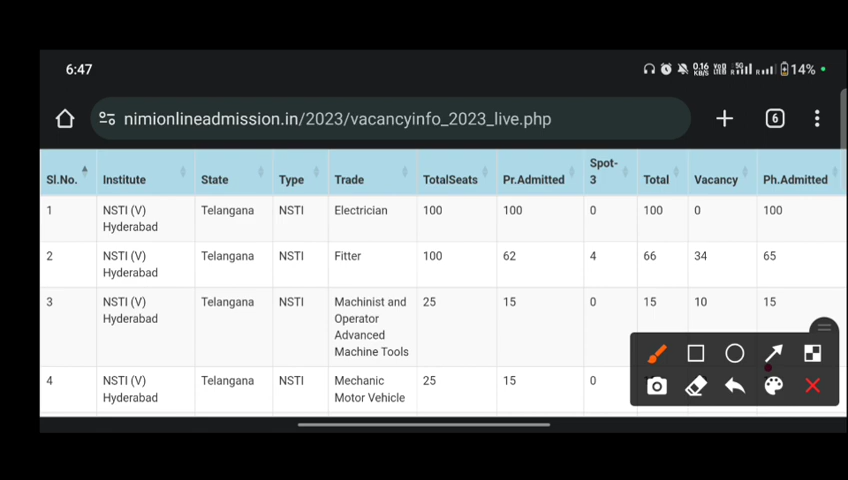 6:47
0.16 KB/S
5G
R
R
14%
nimionlineadmission.in/2023/vacancyinfo_2023_live.php
6
Sl.No. Institute State Type Trade TotalSeats Pr.Admitted Spot-3 Total Vacancy Ph.Admitted
1 NSTI (V) Hyderabad Telangana NSTI Electrician 100 100 0 100 0 100
2 NSTI (V) Hyderabad Telangana NSTI Fitter 100 62 4 66 34 65
3 NSTI (V) Hyderabad Telangana NSTI Machinist and Operator Advanced Machine Tools 25 15 0 15 10 15
4 NSTI (V) Hyderabad Telangana NSTI Mechanic Motor Vehicle 25 15 0